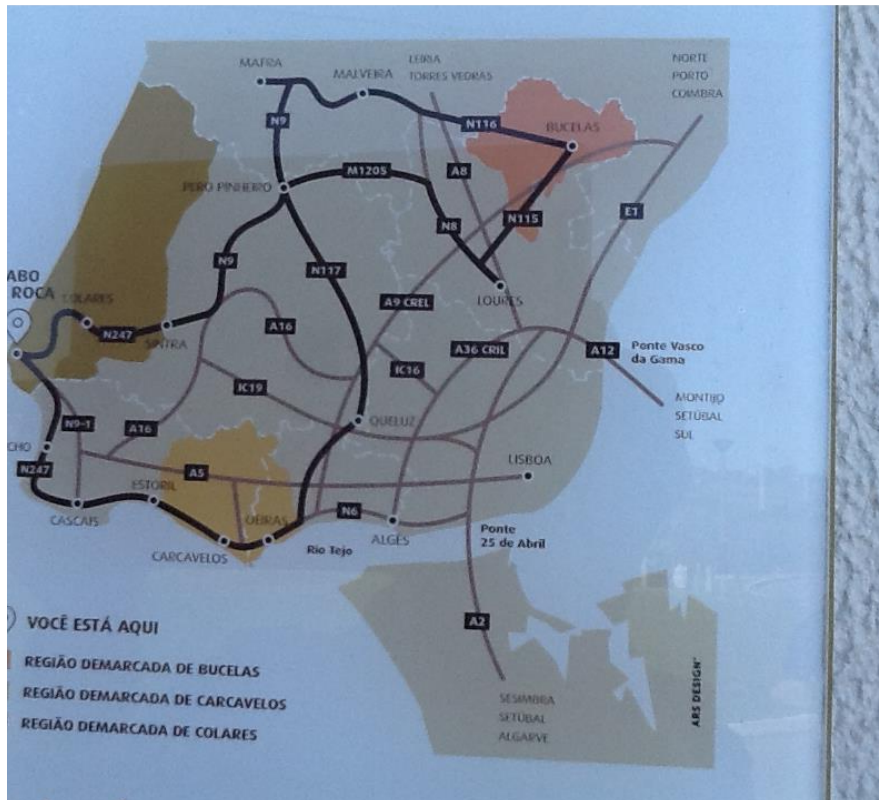 MAFRA
MALVEIRA
LEIRIA
TORRES VEDRAS
NORTE
PORTO
COIMBRA
N9
N116
BUCELAS
M1205
A8
PERO PINHEIRO
N8
N115
E1
N9
N117
ABO
ROCA
COLARES
LOURES
A9 CREL
N247
SINTRA
A16
A36 CRIL
A12
Ponte Vasco
da Gama
IC16
IC19
MONTIJO
SETÚBAL
SUL
N9-1
A16
QUELUZ
CHO
N247
A5
LISBOA
ESTORIL
CASCAIS
OEIRAS
N6
ALGÉS
CARCAVELOS
Rio Tejo
Ponte
25 de Abril
A2
VOCÊ ESTÁ AQUI
REGIÃO DEMARCADA DE BUCELAS
REGIÃO DEMARCADA DE CARCAVELOS
REGIÃO DEMARCADA DE COLARES
SESIMBRA
SETÚBAL
ALGARVE
ARS DESIGN